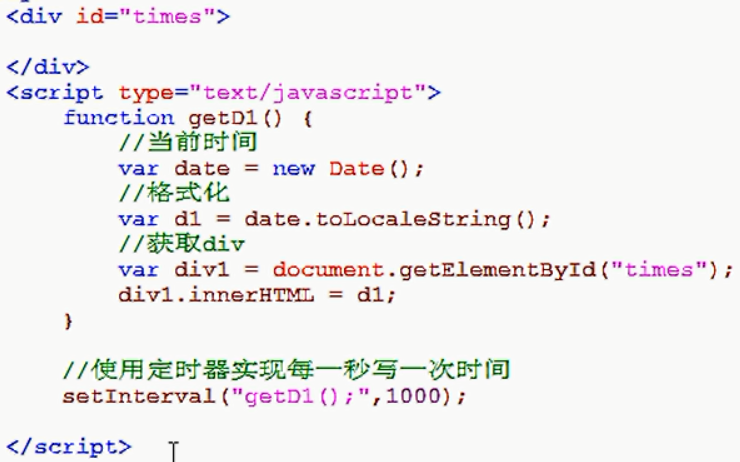 <div id="times">
</div>
<script type="text/javascript">
function getD1() {
//当前时间
var date = new Date();
//格式化
var d1 = date.toLocaleString();
//获取div
var div1 = document.getElementById("times");
div1.innerHTML = d1;
}
//使用定时器实现每一秒写一次时间
setInterval("getD1();",1000);
</script>